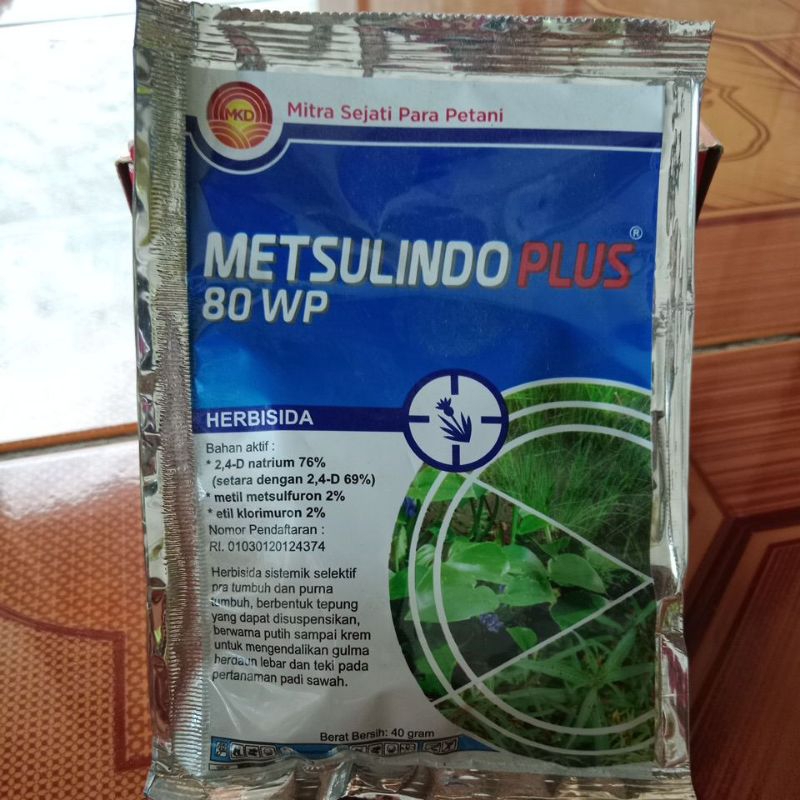 MKD
Mitra Sejati Para Petani
METSULINDO PLUS ®
80 WP
HERBISIDA
Bahan aktif :
* 2,4-D natrium 76%
(setara dengan 2,4-D 69%)
* metil metsulfuron 2%
* etil klorimuron 2%
Nomor Pendaftaran :
RI. 01030120124374
Herbisida sistemik selektif
pra tumbuh dan purna
tumbuh, berbentuk tepung
yang dapat disuspensikan,
berwarna putih sampai krem
untuk mengendalikan gulma
berdaun lebar dan teki pada
pertanaman padi sawah.
Berat Bersih: 40 gram